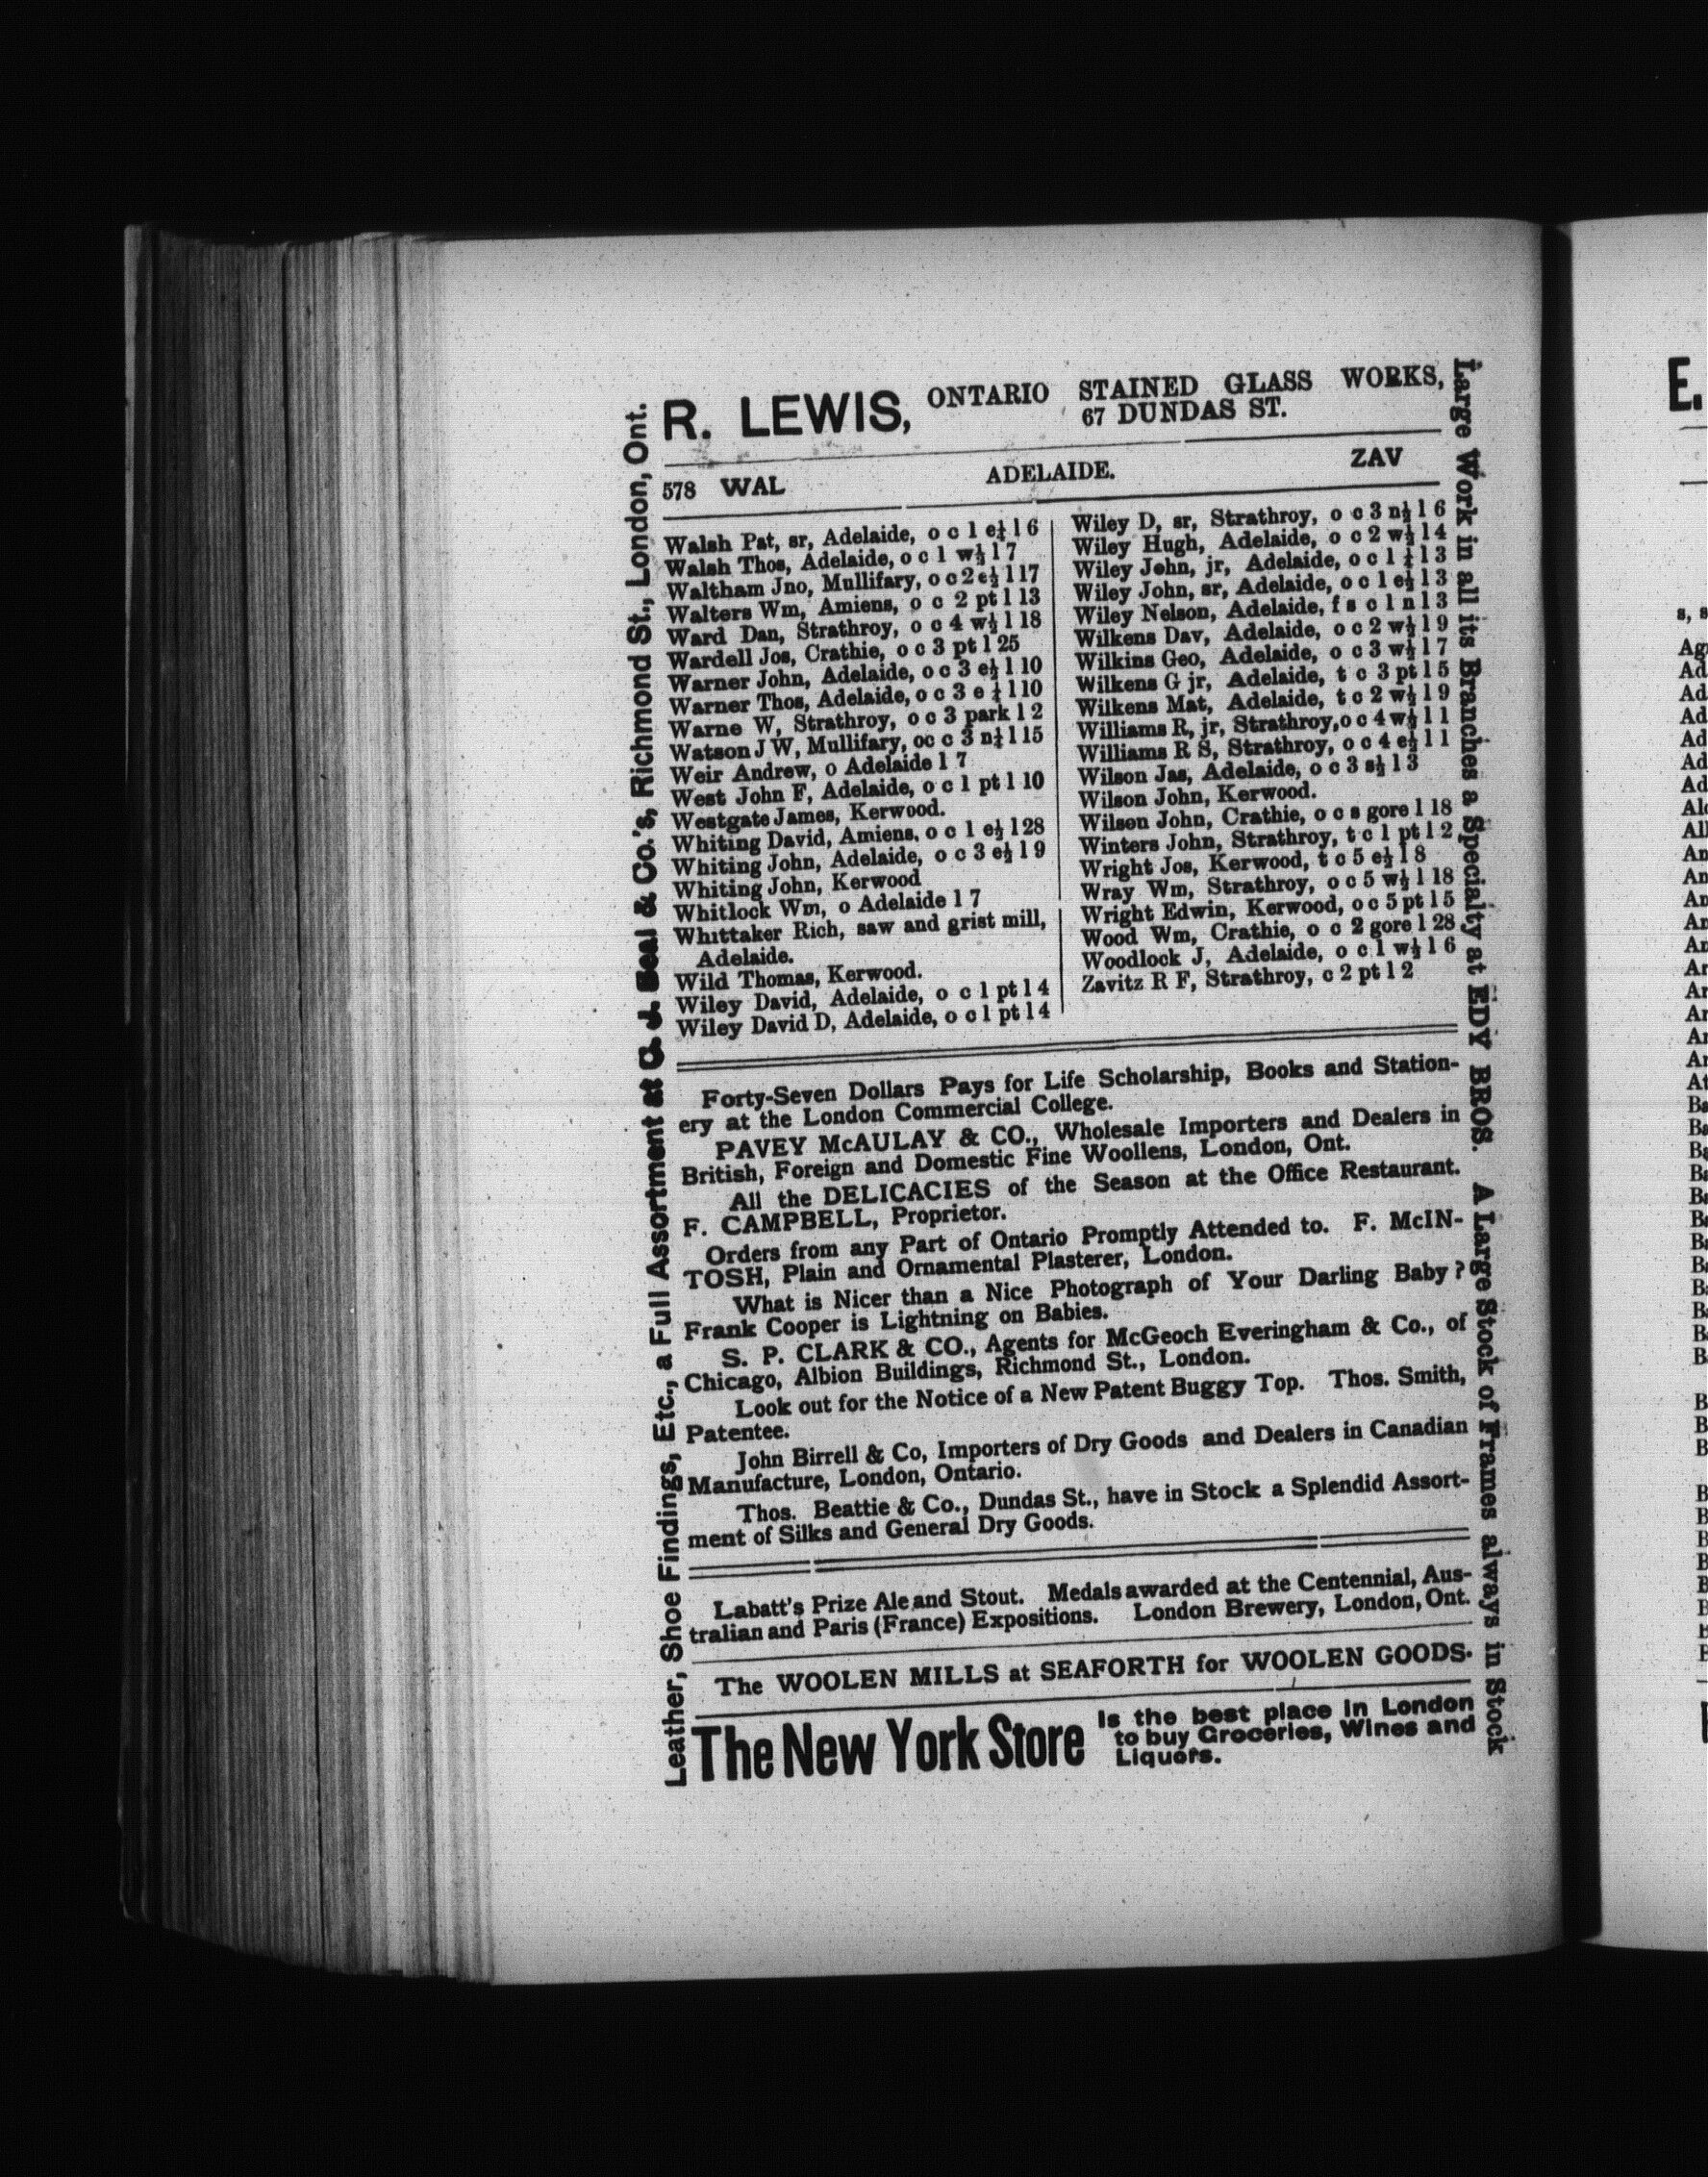 R. LEWIS, ONTARIO STAINED GLASS WORKS,
67 DUNDAS ST.
578 WAL ADELAIDE. ZAV
Walsh Pat, sr, Adelaide, o c 1 e½ l 6
Walsh Thos, Adelaide, o c 1 w½ l 7
Waltham Jno, Mullifary, o c 2 e½ l 17
Walters Wm, Amiens, o c 2 pt l 13
Ward Dan, Strathroy, o c 4 w½ l 18
Wardell Jos, Crathie, o c 3 pt l 25
Warner John, Adelaide, o c 3 e½ l 10
Warner Thos, Adelaide, o c 3 e ½ l 10
Warne W, Strathroy, o c 3 park l 2
Watson J W, Mullifary, oc c 3 n½ l 15
Weir Andrew, o Adelaide l 7
West John F, Adelaide, o c 1 pt l 10
Westgate James, Kerwood.
Whiting David, Amiens, o c 1 e½ l 28
Whiting John, Adelaide, o c 3 e½ l 9
Whiting John, Kerwood
Whitlock Wm, o Adelaide l 7
Whittaker Rich, saw and grist mill,
Adelaide.
Wild Thomas, Kerwood.
Wiley David, Adelaide, o c 1 pt l 4
Wiley David D, Adelaide, o c 1 pt l 4
Wiley D, sr, Strathroy, o c 3 n½ l 6
Wiley Hugh, Adelaide, o c 2 w½ l 4
Wiley John, jr, Adelaide, o c 1 ½ l 3
Wiley John, sr, Adelaide, o c 1 e½ l 3
Wiley Nelson, Adelaide, f s c 1 n l 3
Wilkens Dav, Adelaide, o c 2 w½ l 9
Wilkins Geo, Adelaide, o c 3 w½ l 7
Wilkens G jr, Adelaide, t c 3 pt l 5
Wilkens Mat, Adelaide, t c 2 w½ l 9
Williams R, jr, Strathroy, o c 4 w½ l 1
Williams R S, Strathroy, o c 4 e½ l 1
Wilson Jas, Adelaide, o c 3 s½ l 3
Wilson John, Kerwood.
Wilson John, Crathie, o c s gore l 18
Winters John, Strathroy, t c 1 pt l 2
Wright Jos, Kerwood, t c 5 e½ l 8
Wray Wm, Strathroy, o c 5 w½ l 18
Wright Edwin, Kerwood, o c 5 pt l 5
Wood Wm, Crathie, o c 2 gore l 28
Woodlock J, Adelaide, o c 1 w½ l 6
Zavitz R F, Strathroy, c 2 pt l 2
Forty-Seven Dollars Pays for Life Scholarship, Books and Station-
ery at the London Commercial College.
PAVEY McAULAY & CO., Wholesale Importers and Dealers in
British, Foreign and Domestic Fine Woollens, London, Ont.
All the DELICACIES of the Season at the Office Restaurant.
F. CAMPBELL, Proprietor.
Orders from any Part of Ontario Promptly Attended to. F. McIN-
TOSH, Plain and Ornamental Plasterer, London.
What is Nicer than a Nice Photograph of Your Darling Baby?
Frank Cooper is Lightning on Babies.
S. P. CLARK & CO., Agents for McGeoch Everingham & Co., of
Chicago, Albion Buildings, Richmond St., London.
Look out for the Notice of a New Patent Buggy Top. Thos. Smith,
Patentee.
John Birrell & Co, Importers of Dry Goods and Dealers in Canadian
Manufacture, London, Ontario.
Thos. Beattie & Co., Dundas St., have in Stock a Splendid Assort-
ment of Silks and General Dry Goods.
Labatt's Prize Ale and Stout. Medals awarded at the Centennial, Aus-
tralian and Paris (France) Expositions. London Brewery, London, Ont.
The WOOLEN MILLS at SEAFORTH for WOOLEN GOODS.
The New York Store Is the best place in London
to buy Groceries, Wines and
Liquors.
Leather, Shoe Findings, Etc., a Full Assortment at C. J. Beal & Co.'s, Richmond St., London, Ont.
Large Work in all its Branches a Specialty at EDY BROS. A Large Stock of Frames always in Stock